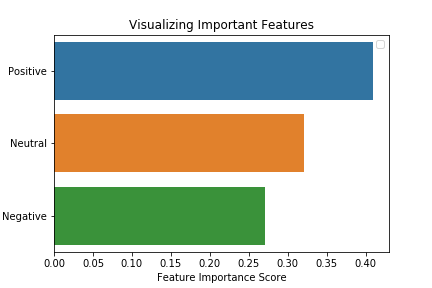 Visualizing Important Features
Positive
Neutral
Negative
0.00 0.05 0.10 0.15 0.20 0.25 0.30 0.35 0.40
Feature Importance Score